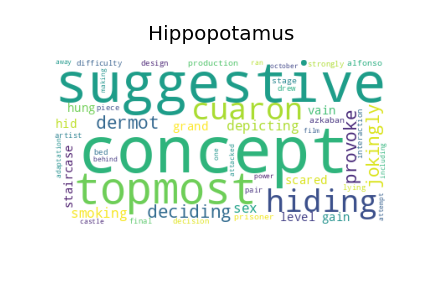 Hippopotamus
away difficulty design production ran october strongly alfonso
making suggestive stage drew
hung piece cuaron vain azkaban
hid dermot grand depicting provoke jokingly interaction
artist film
adaptation staircase bed behind concept one attacked including
topmost power scared
pair lying
smoking deciding sex hiding
prisoner level gain attempt
castle final decision